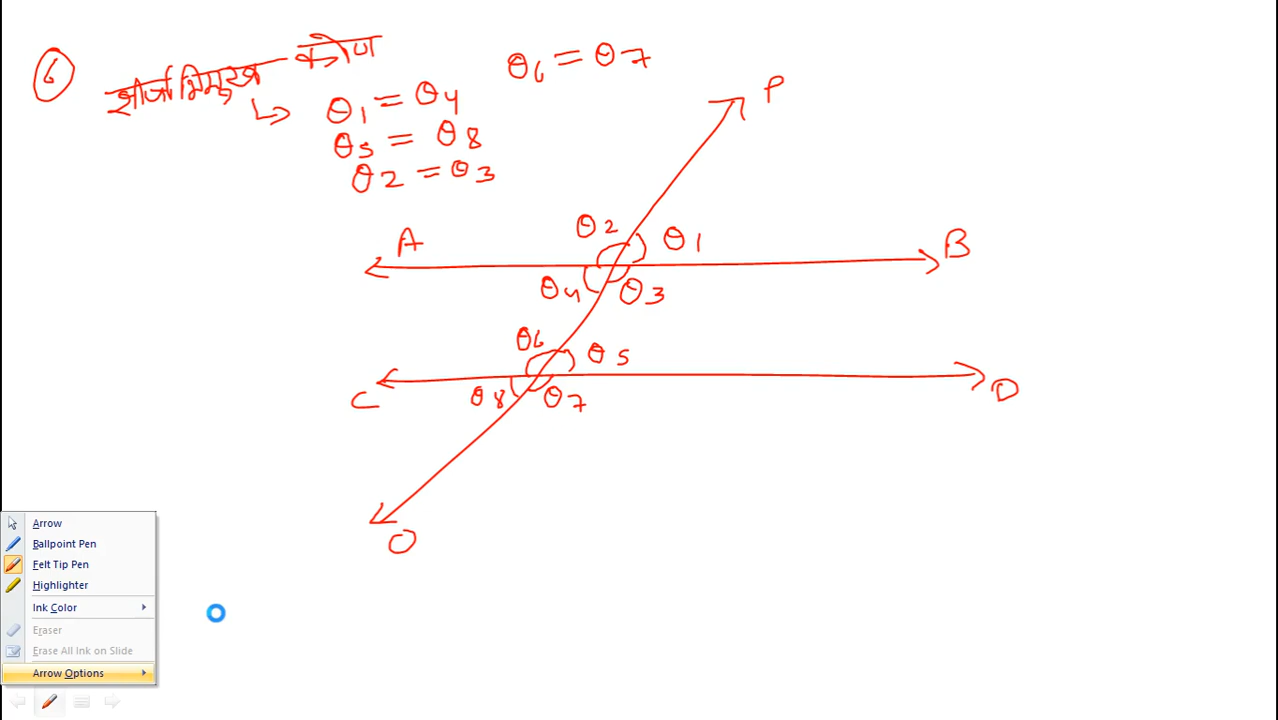 6 शीर्षाभिमुख कोण
θ6 = θ7
θ1 = θ4
θ5 = θ8
θ2 = θ3
P
A
θ2
θ1
B
θ4
θ3
θ6
θ5
C
θ8
θ7
D
O
Arrow
Ballpoint Pen
Felt Tip Pen
Highlighter
Ink Color
Eraser
Erase All Ink on Slide
Arrow Options